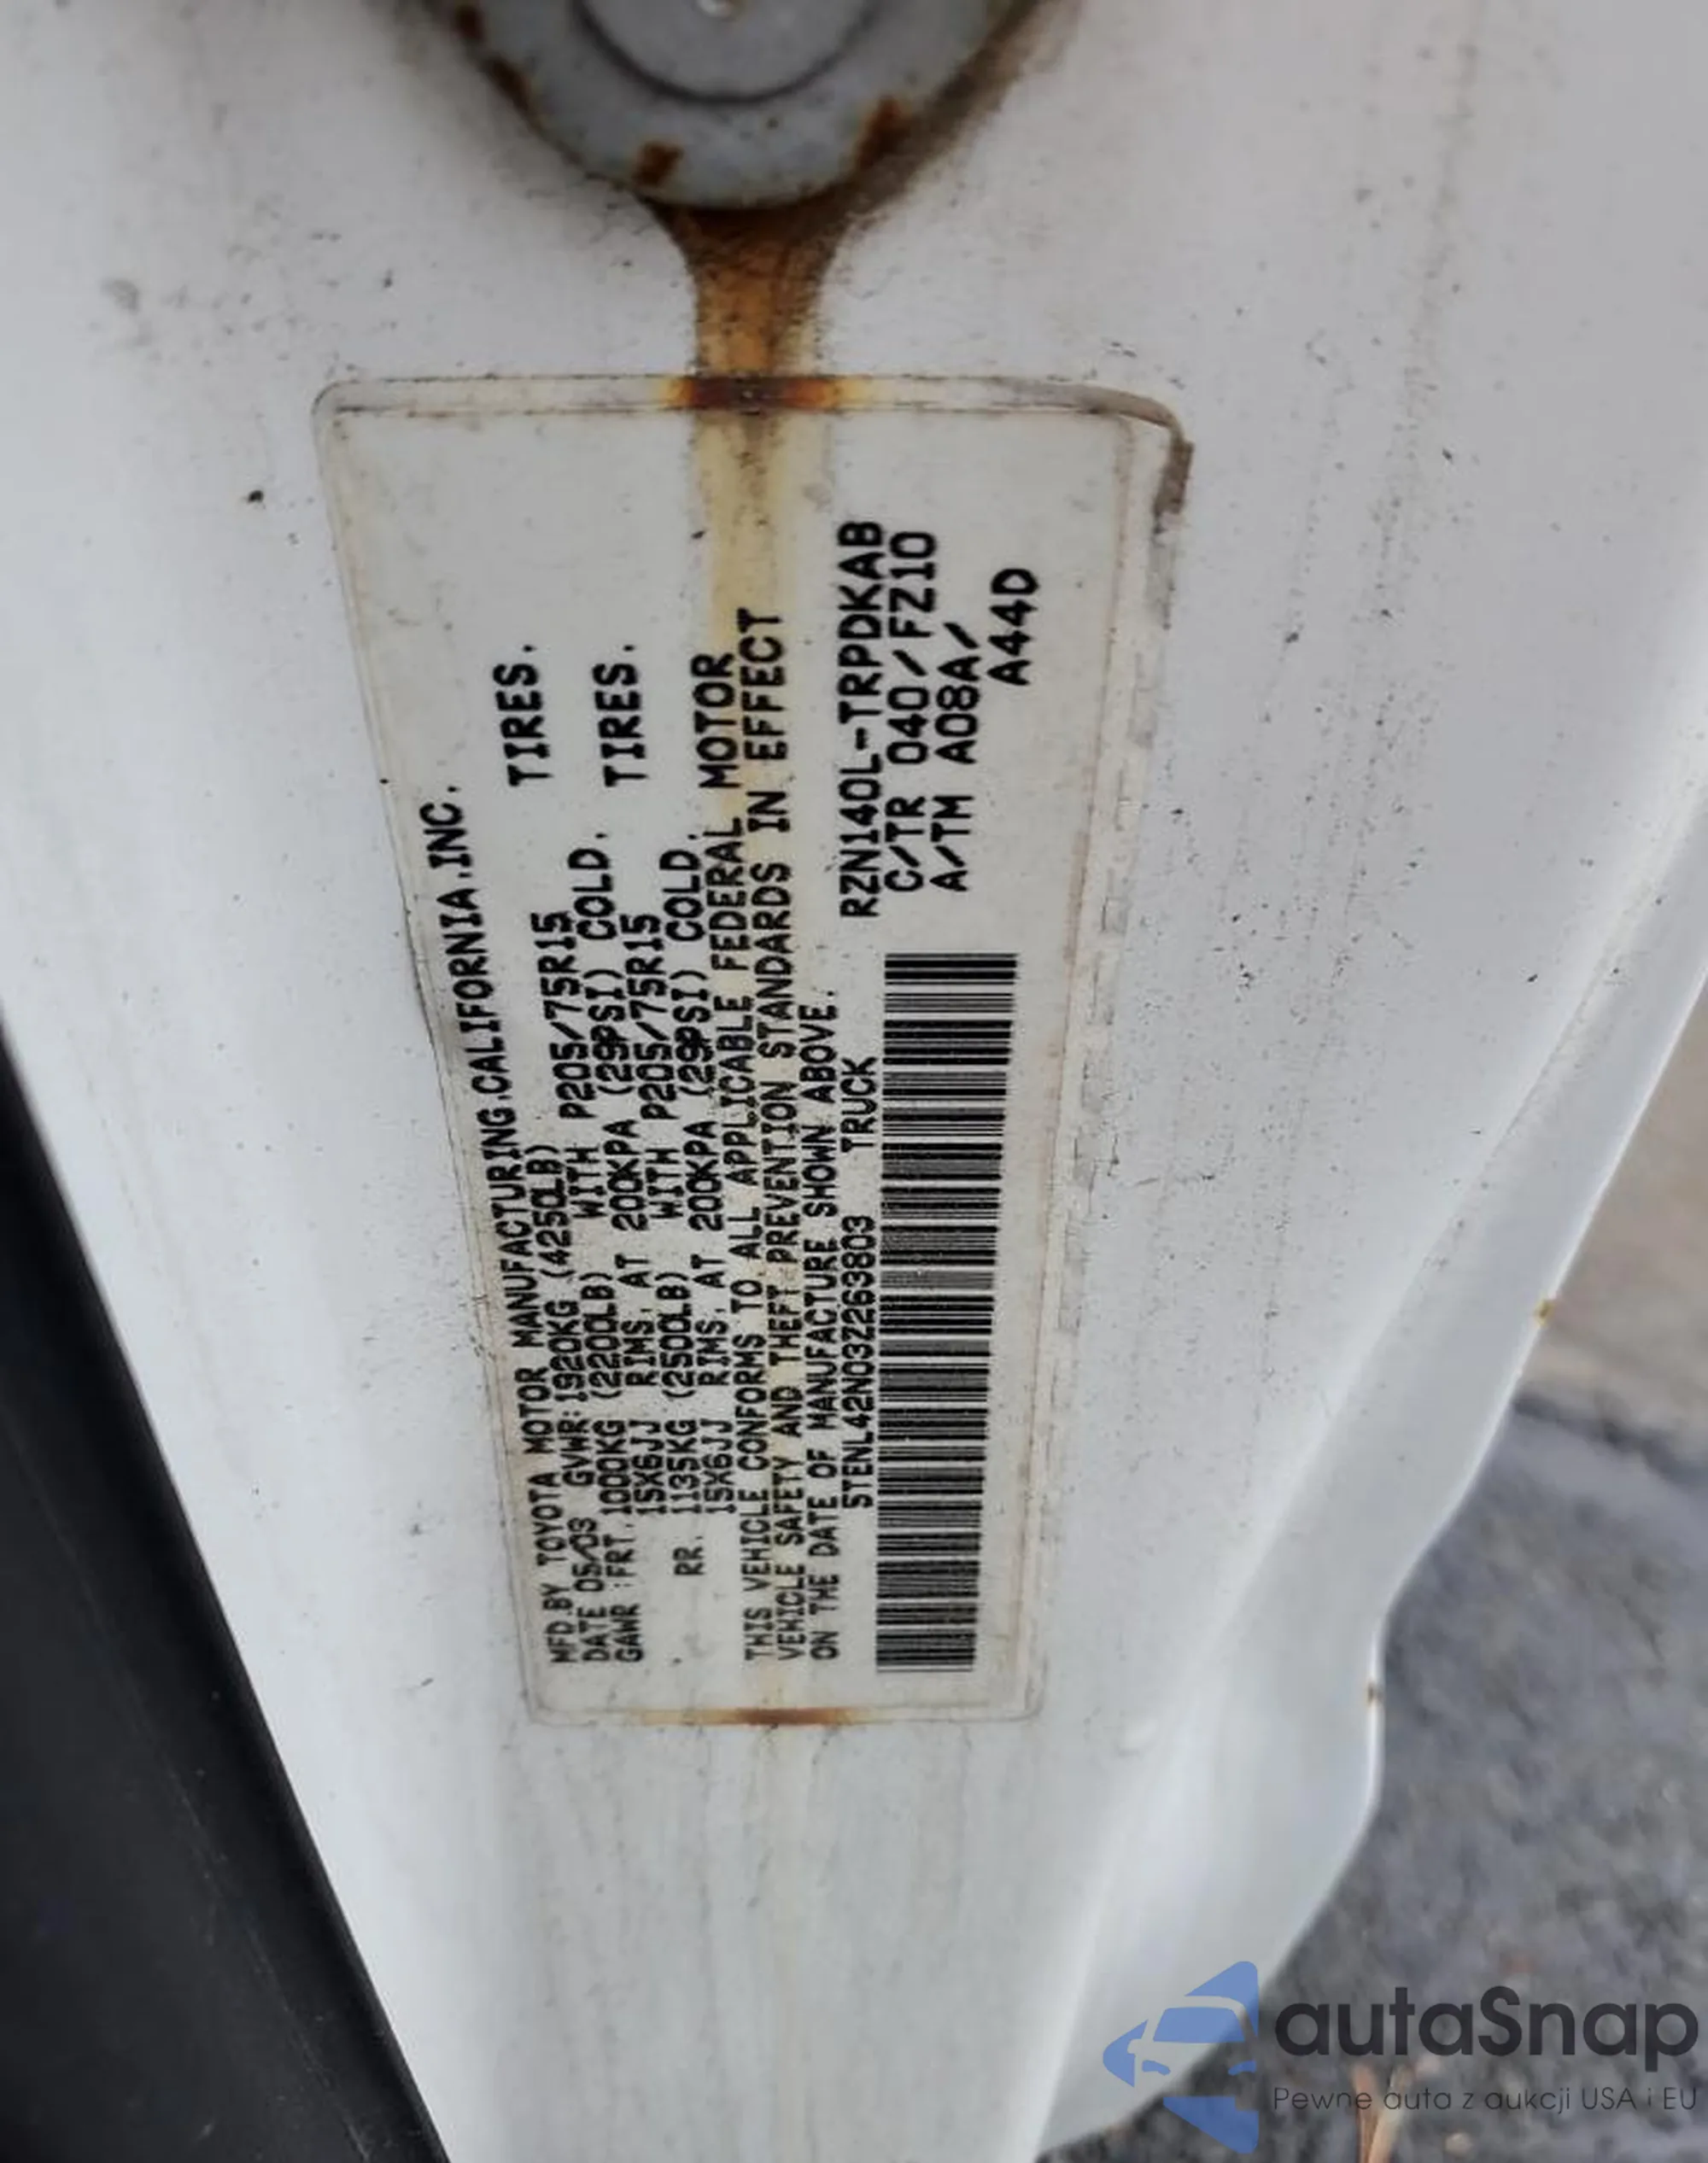 MFD.BY TOYOTA MOTOR MANUFACTURING,CALIFORNIA,INC.
DATE 05/03 GVWR:1920KG (4250LB)
GAWR :FRT.1000KG (2200LB) WITH P205/75R15 TIRES.
15X6JJ RIMS, AT 200KPA (29PSI) COLD.
RR. 1135KG (2500LB) WITH P205/75R15 TIRES.
15X6JJ RIMS, AT 200KPA (29PSI) COLD.
THIS VEHICLE CONFORMS TO ALL APPLICABLE FEDERAL MOTOR
VEHICLE SAFETY AND THEFT PREVENTION STANDARDS IN EFFECT
ON THE DATE OF MANUFACTURE SHOWN ABOVE.
5TENL42N03Z263803 TRUCK
RZN140L-TRPDKAB
C/TR 040/FZ10
A/TM A08A/
A44D
autaSnap
Pewne auta z aukcji USA i EU